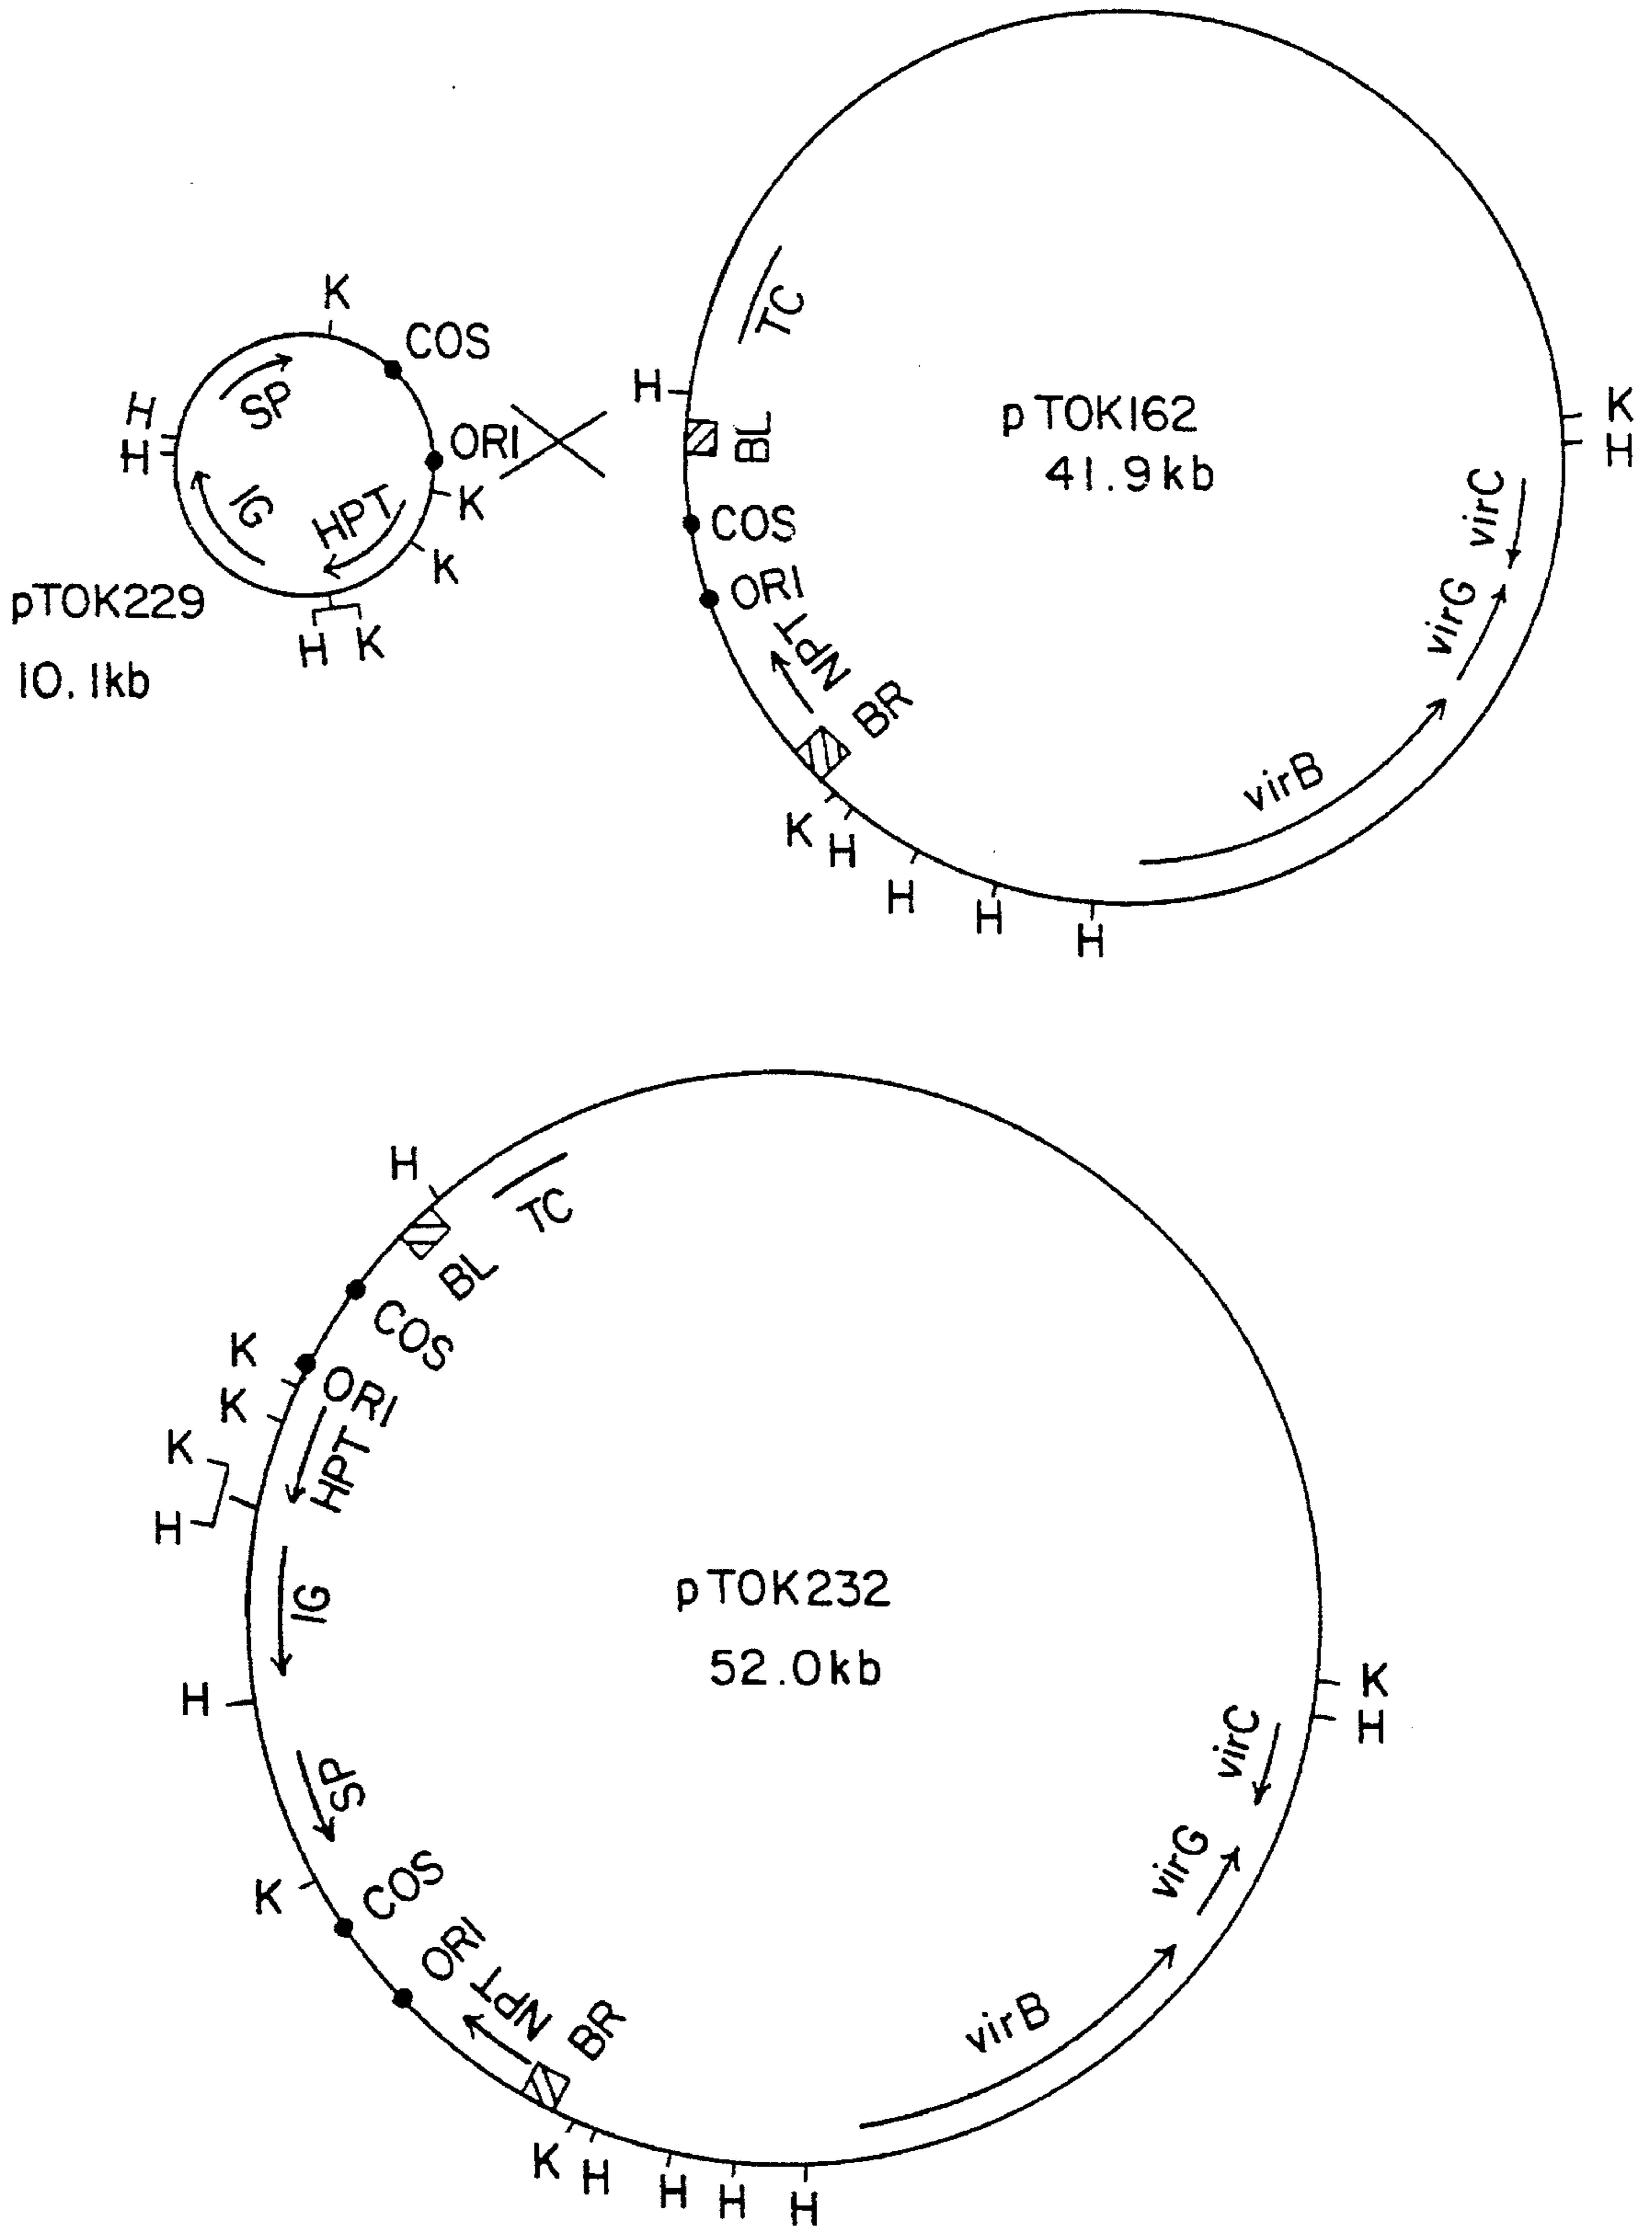 K
COS
SP
H
H
ORI
K
IG
HPT
K
pTOK229
H K
10.1kb
TC
H
BL
pTOK162
41.9kb
K
H
COS
ORI
NPT
BR
virC
virG
virB
K
H
H
H
H
H
TC
BL
COS
K
ORI
K
HPT
K
H
IG
pTOK232
52.0kb
H
K
H
SP
virC
COS
K
virG
ORI
NPT
BR
virB
K
H
H
H
H